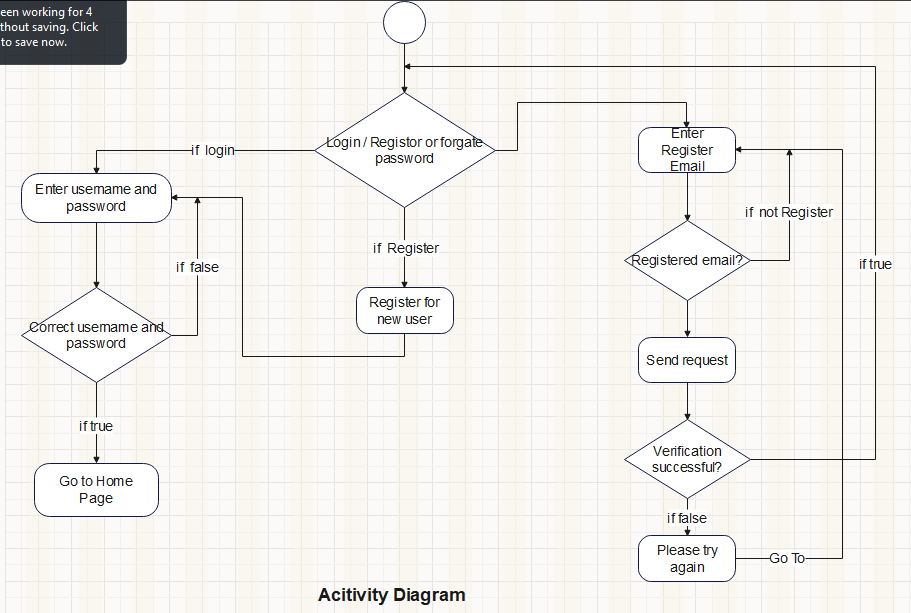 een working for 4
thout saving. Click
to save now.
Login / Registor or forgate
password
if login
Enter
Register
Email
Enter username and
password
if not Register
if Register
Registered email?
if true
if false
Register for
new user
Correct username and
password
Send request
if true
Verification
successful?
Go to Home
Page
if false
Please try
again
Go To
Acitivity Diagram